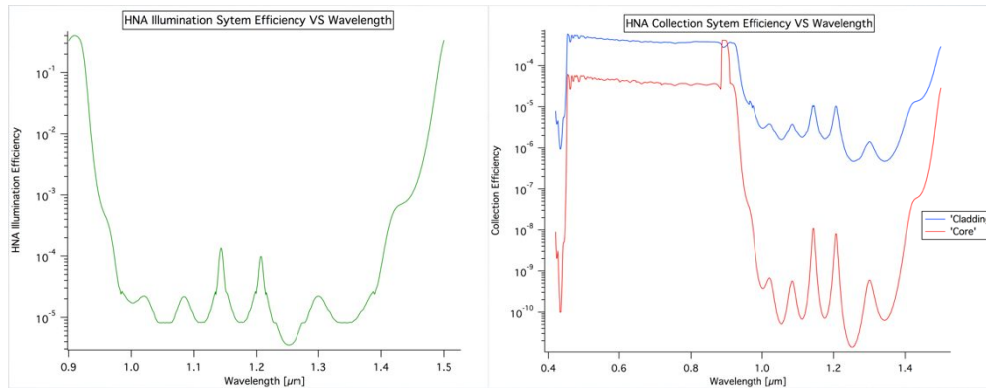 HNA Illumination Sytem Efficiency VS Wavelength
HNA Illumination Efficiency
10-1
10-2
10-3
10-4
10-5
0.9 1.0 1.1 1.2 1.3 1.4 1.5
Wavelength [µm]
HNA Collection Sytem Efficiency VS Wavelength
Collection Efficiency
10-4
10-5
10-6
10-7
10-8
10-9
10-10
0.4 0.6 0.8 1.0 1.2 1.4
Wavelength [µm]
'Cladding
'Core'